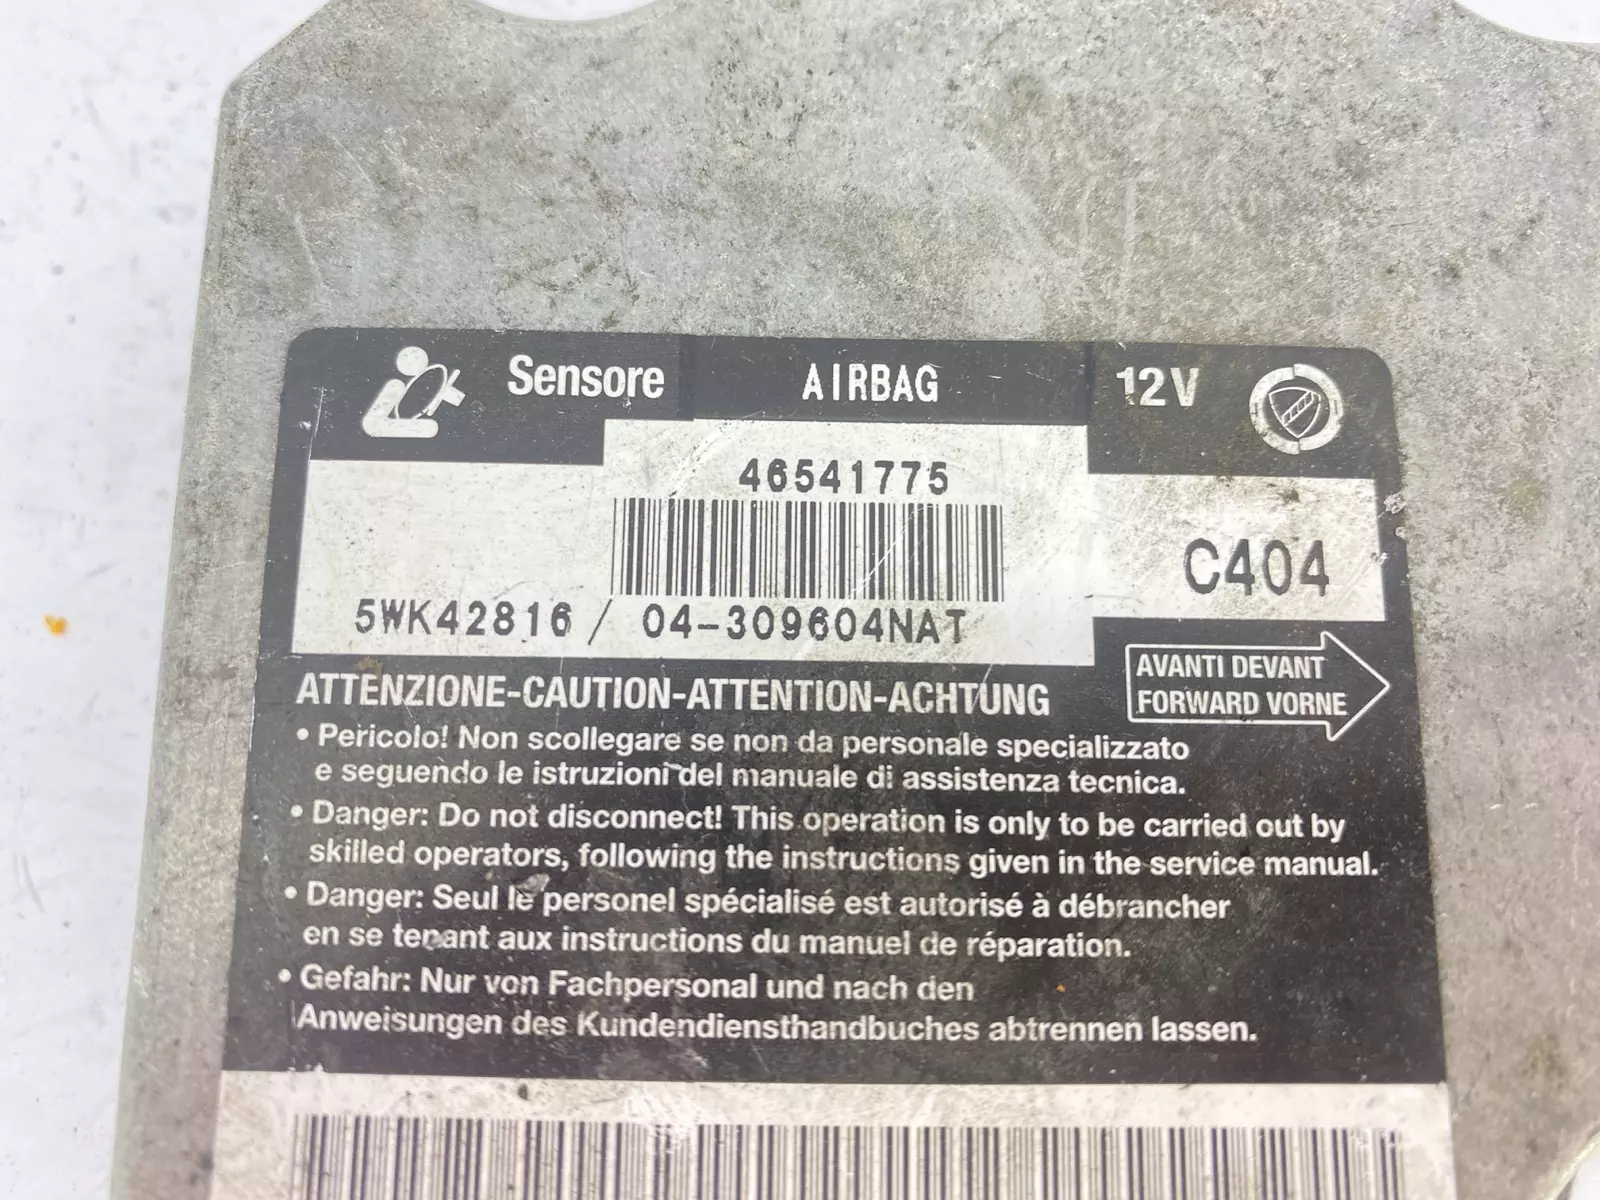 Sensore AIRBAG 12V
46541775
C404
5WK42816 / 04-309604NAT
ATTENZIONE-CAUTION-ATTENTION-ACHTUNG
AVANTI DEVANT
FORWARD VORNE
• Pericolo! Non scollegare se non da personale specializzato
e seguendo le istruzioni del manuale di assistenza tecnica.
• Danger: Do not disconnect! This operation is only to be carried out by
skilled operators, following the instructions given in the service manual.
• Danger: Seul le personel spécialisé est autorisé à débrancher
en se tenant aux instructions du manuel de réparation.
• Gefahr: Nur von Fachpersonal und nach den
Anweisungen des Kundendiensthandbuches abtrennen lassen.